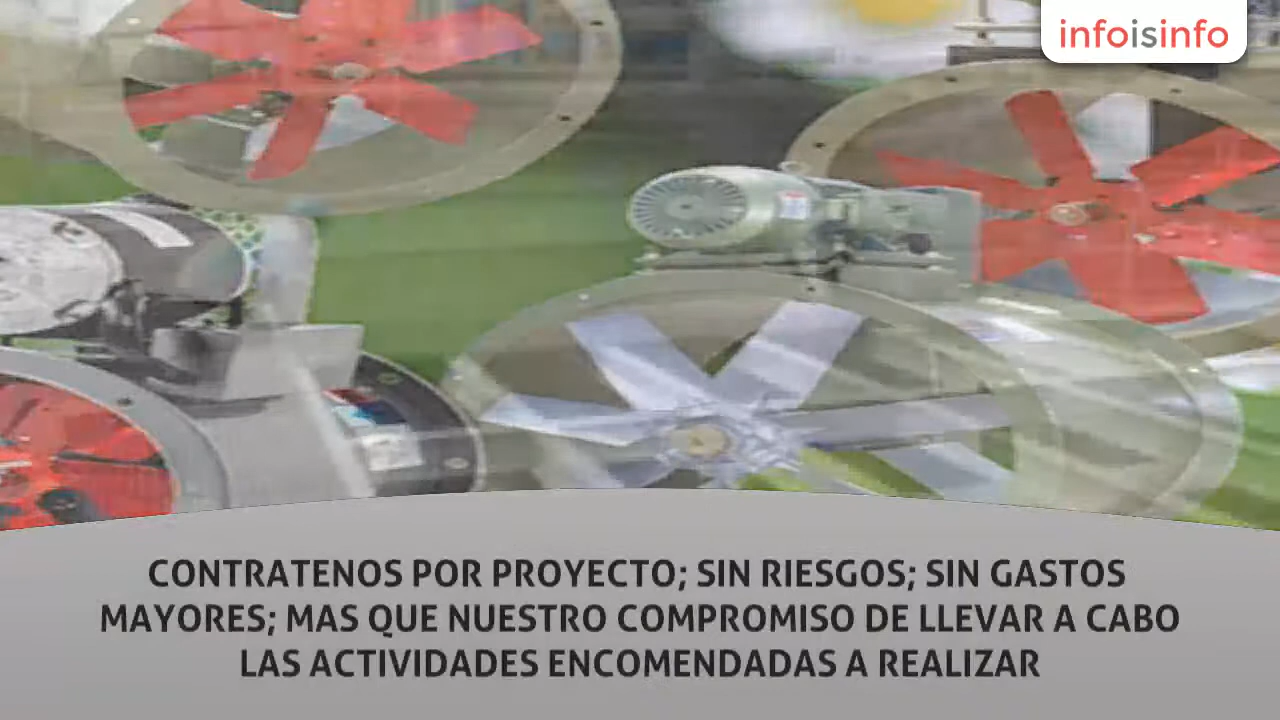 infoisinfo
CONTRATENOS POR PROYECTO; SIN RIESGOS; SIN GASTOS
MAYORES; MAS QUE NUESTRO COMPROMISO DE LLEVAR A CABO
LAS ACTIVIDADES ENCOMENDADAS A REALIZAR